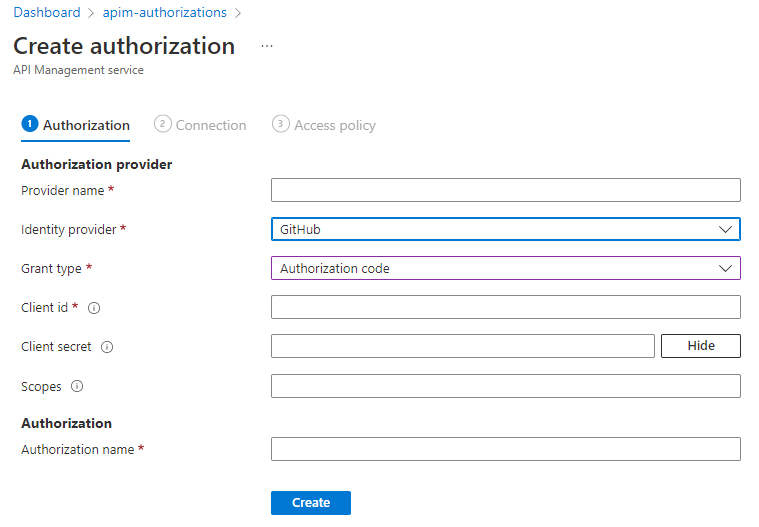 Dashboard > apim-authorizations >
Create authorization ...
API Management service
1 Authorization 2 Connection 3 Access policy
Authorization provider
Provider name *
Identity provider * GitHub
Grant type * Authorization code
Client id *
Client secret Hide
Scopes
Authorization
Authorization name *
Create